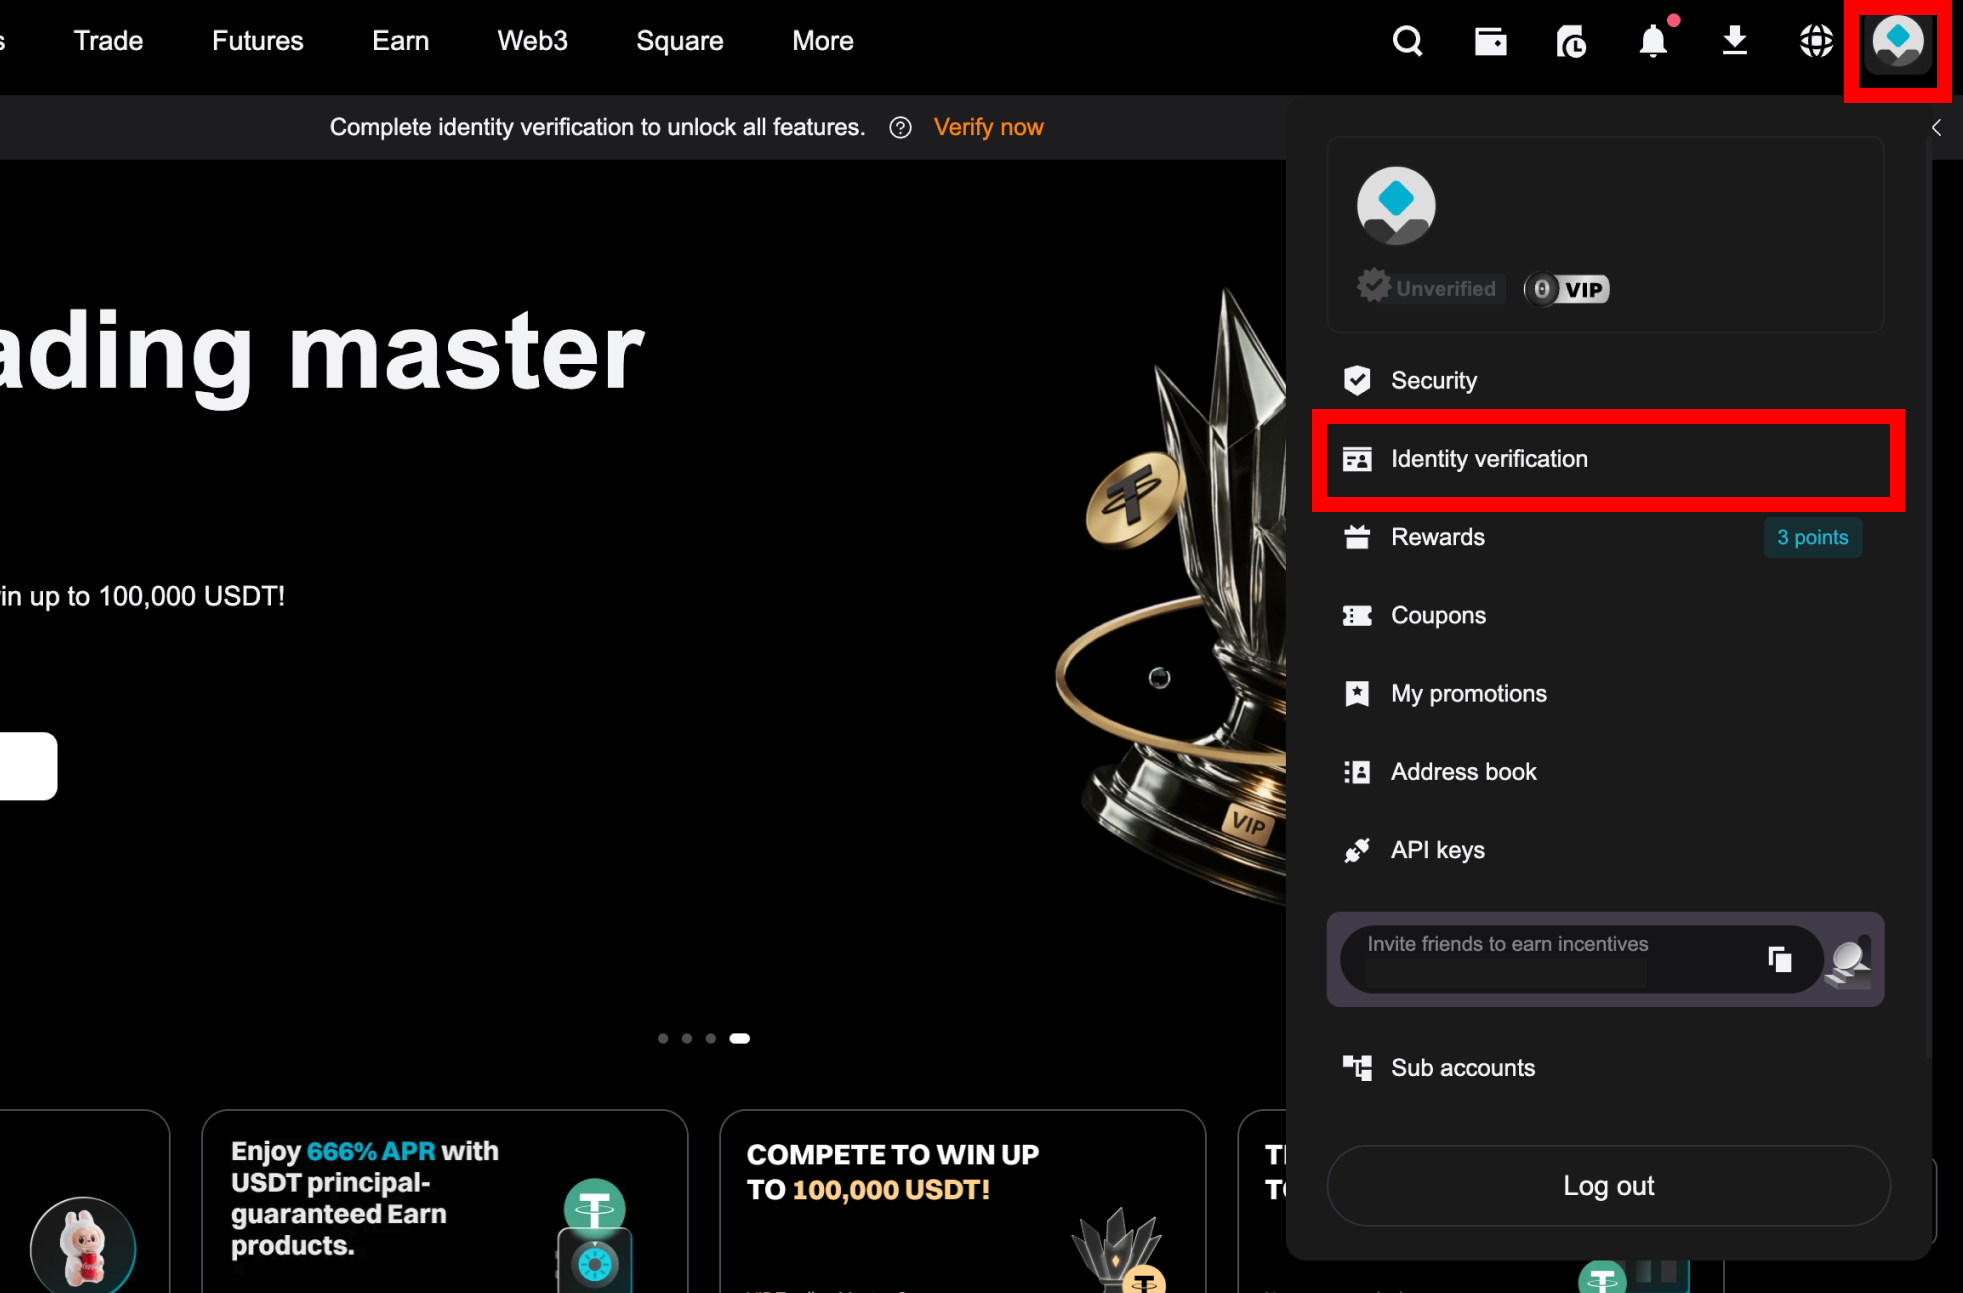 s Trade Futures Earn Web3 Square More
Complete identity verification to unlock all features. Verify now
ading master
in up to 100,000 USDT!
VIP
Unverified 0 VIP
Security
Identity verification
Rewards 3 points
Coupons
My promotions
Address book
API keys
Invite friends to earn incentives
Sub accounts
Log out
Enjoy 666% APR with
USDT principal-
guaranteed Earn
products.
COMPETE TO WIN UP
TO 100,000 USDT!